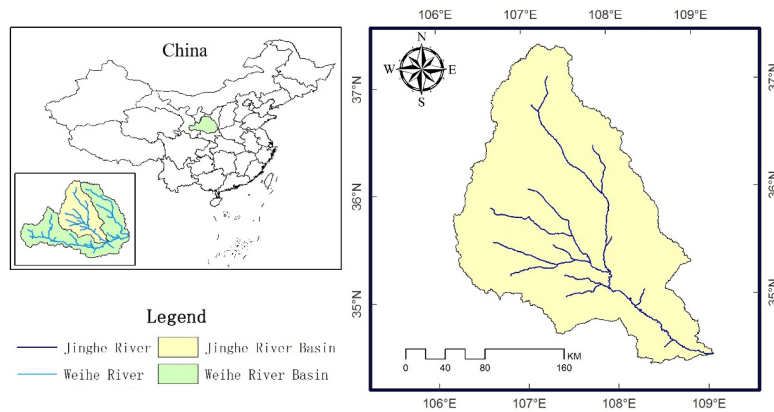 China
Legend
Jinghe River
Jinghe River Basin
Weihe River
Weihe River Basin
106°E 107°E 108°E 109°E
37°N
36°N
35°N
N
W E
S
37°N
36°N
35°N
0 40 80 160 KM
106°E 107°E 108°E 109°E